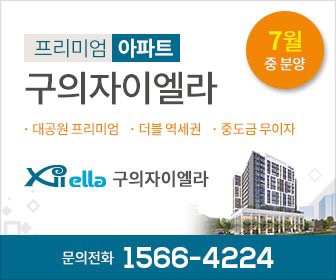 프리미엄 아파트
7월
중 분양
구의자이엘라
· 대공원 프리미엄 · 더블 역세권 · 중도금 무이자
Xi ella 구의자이엘라
문의전화 1566-4224